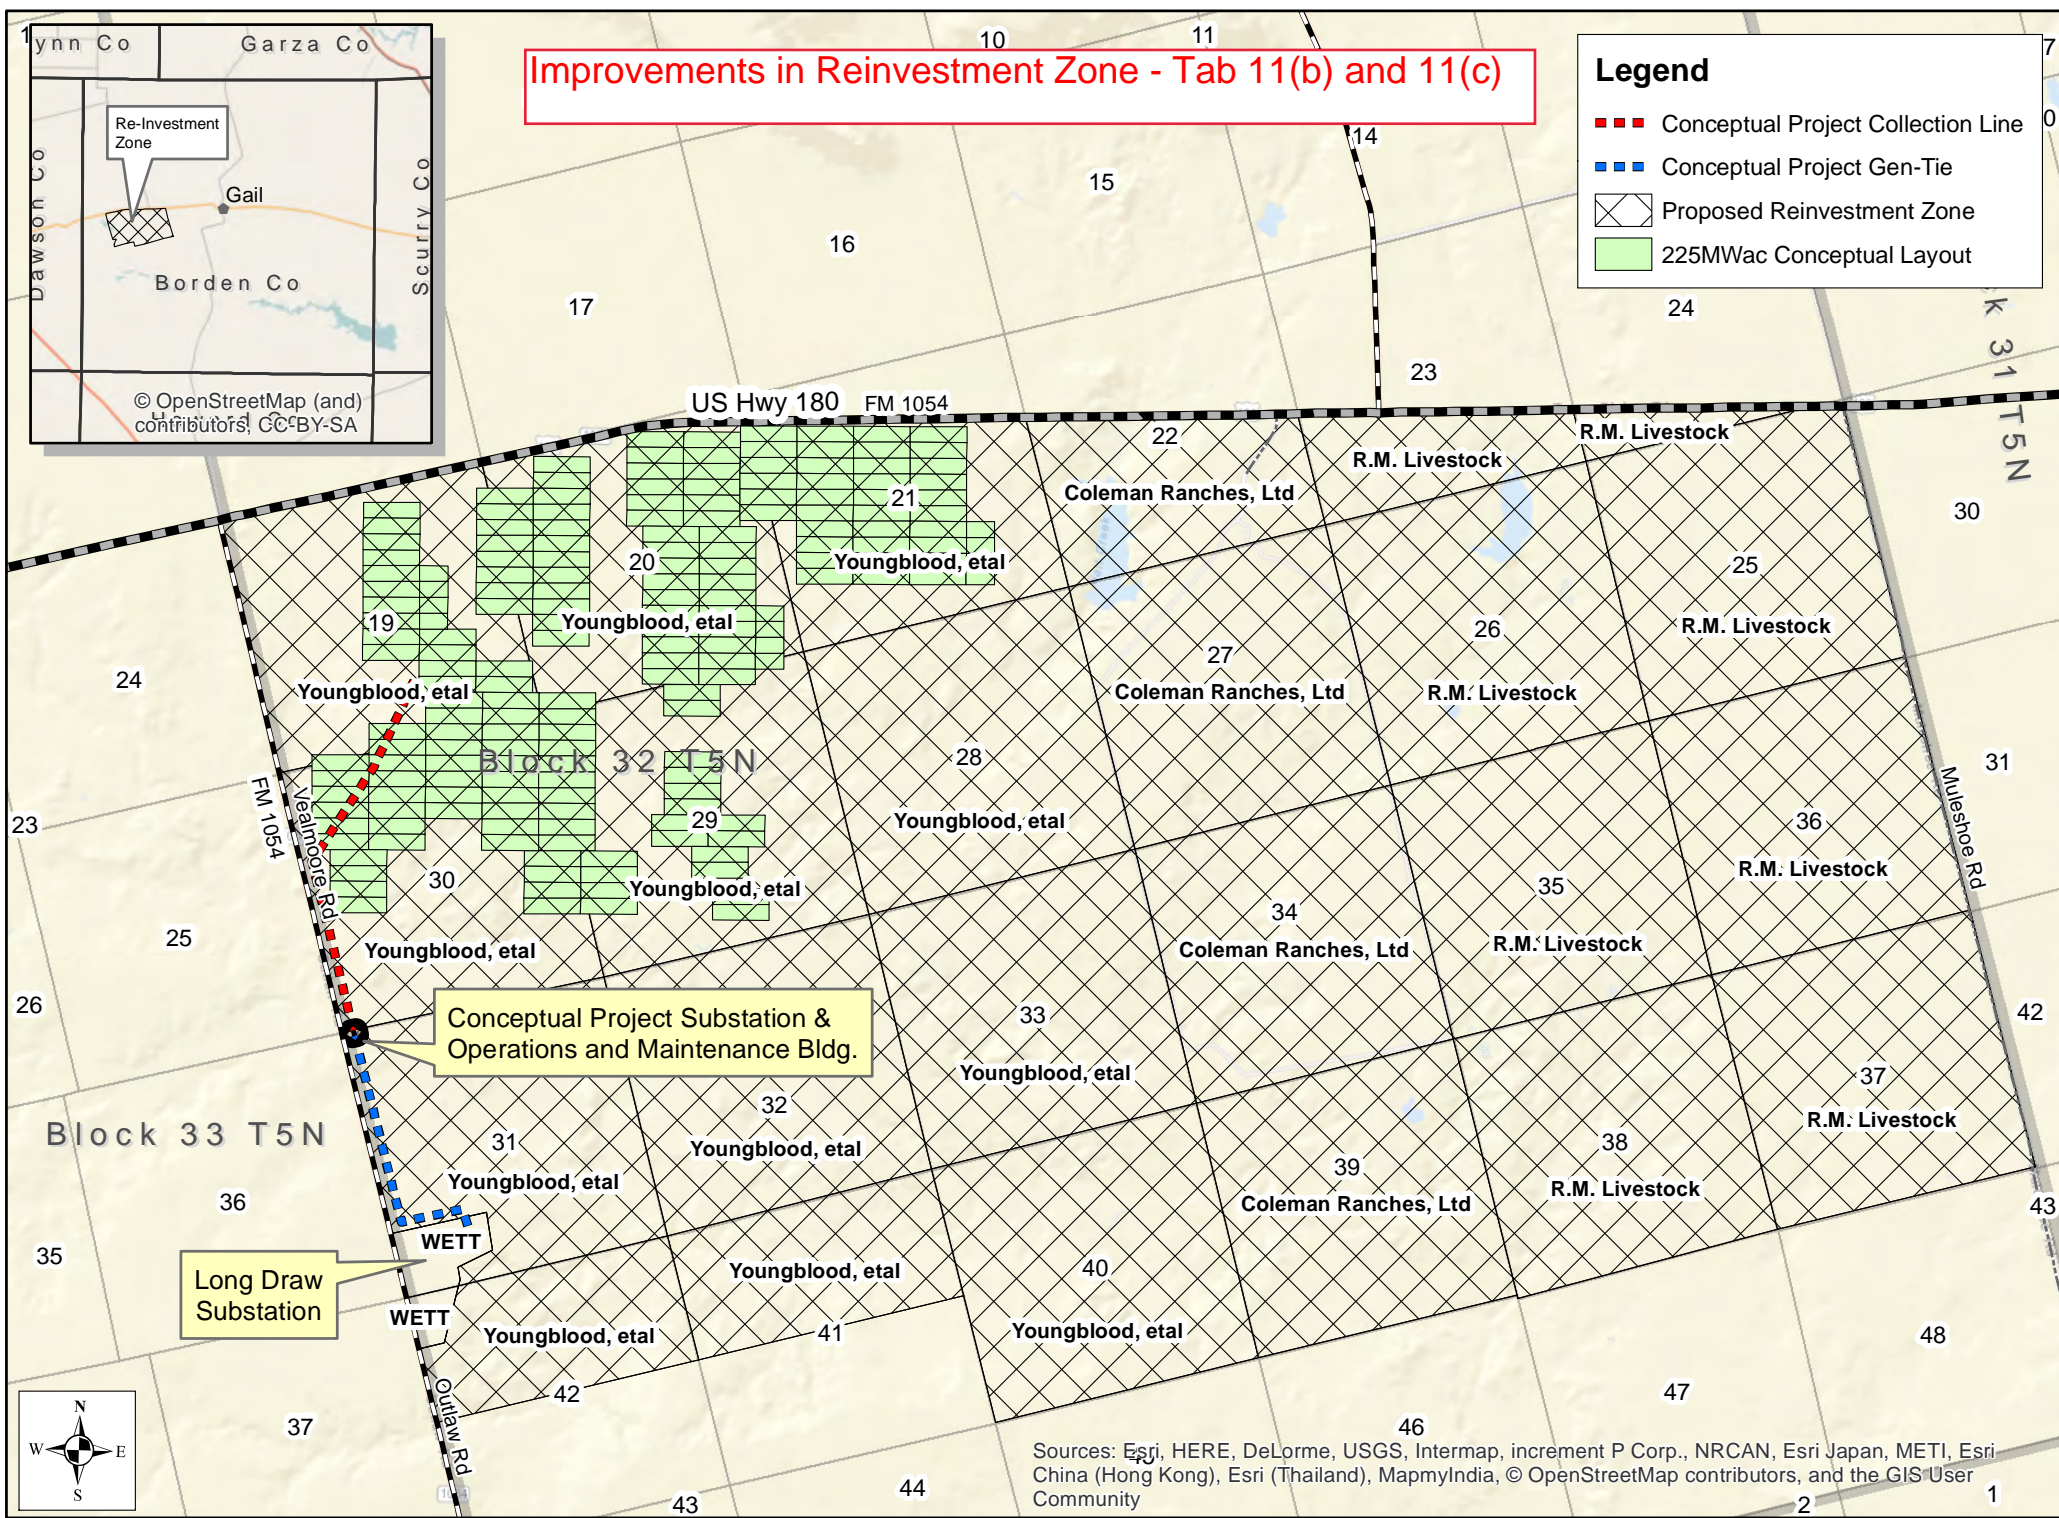 Improvements in Reinvestment Zone - Tab 11(b) and 11(c)
Legend
Conceptual Project Collection Line
Conceptual Project Gen-Tie
Proposed Reinvestment Zone
225MWac Conceptual Layout
ynn Co
Garza Co
Re-Investment
Zone
Dawson Co
Gail
Scurry Co
Borden Co
© OpenStreetMap (and)
contributors, CC-BY-SA
10
11
14
15
16
17
24
23
US Hwy 180
FM 1054
22
R.M. Livestock
R.M. Livestock
Coleman Ranches, Ltd
21
30
T5N
31
20
Youngblood, etal
25
19
Youngblood, etal
26
R.M. Livestock
27
24
Youngblood, etal
Coleman Ranches, Ltd
R.M. Livestock
Block 32 T5N
28
31
FM 1054
Vealmoore Rd
Muleshoe Rd
23
29
Youngblood, etal
36
30
Youngblood, etal
35
R.M. Livestock
34
25
Youngblood, etal
Coleman Ranches, Ltd
R.M. Livestock
26
Conceptual Project Substation &
Operations and Maintenance Bldg.
33
42
Youngblood, etal
37
32
R.M. Livestock
Block 33 T5N
31
Youngblood, etal
38
39
Youngblood, etal
R.M. Livestock
36
Coleman Ranches, Ltd
43
WETT
35
Long Draw
Substation
Youngblood, etal
40
WETT
Youngblood, etal
41
Youngblood, etal
48
42
47
Outlaw Rd
37
46
N
W
E
S
43
44
Sources: Esri, HERE, DeLorme, USGS, Intermap, increment P Corp., NRCAN, Esri Japan, METI, Esri
China (Hong Kong), Esri (Thailand), MapmyIndia, © OpenStreetMap contributors, and the GIS User
Community
2
1